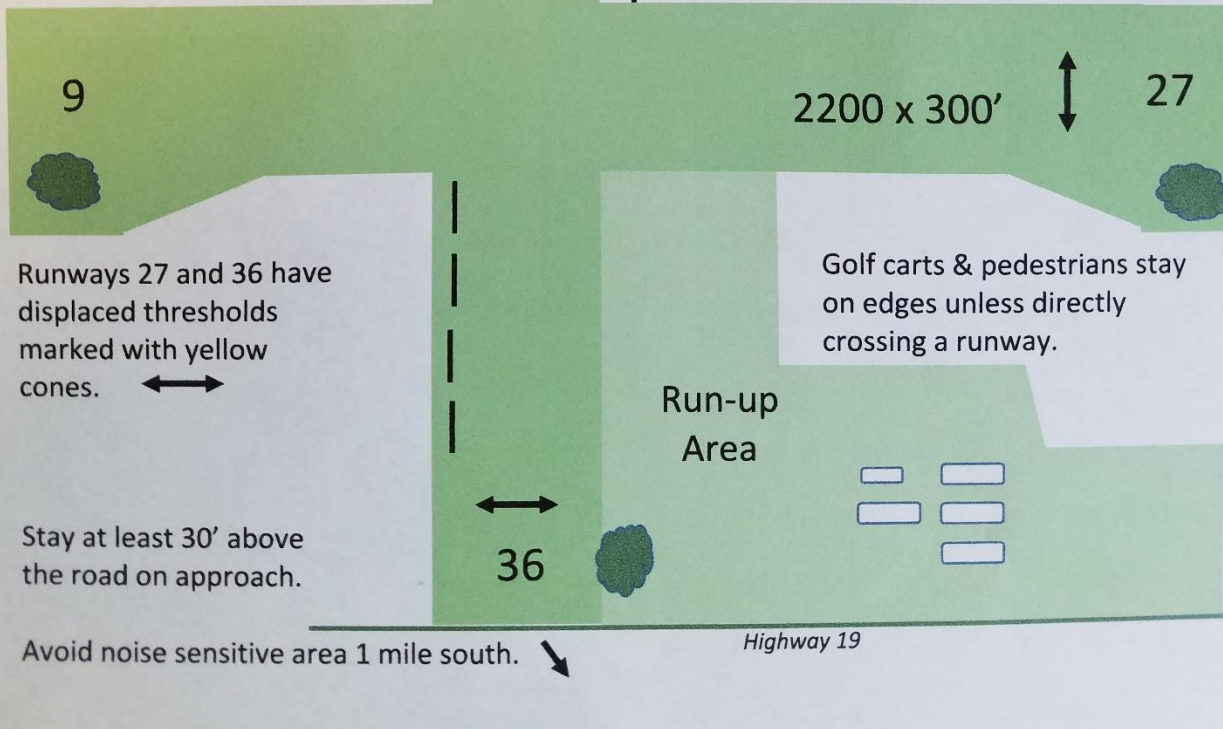 9
2200 x 300’
27
Runways 27 and 36 have
displaced thresholds
marked with yellow
cones.
Golf carts & pedestrians stay
on edges unless directly
crossing a runway.
Run-up
Area
Stay at least 30’ above
the road on approach.
36
Highway 19
Avoid noise sensitive area 1 mile south.